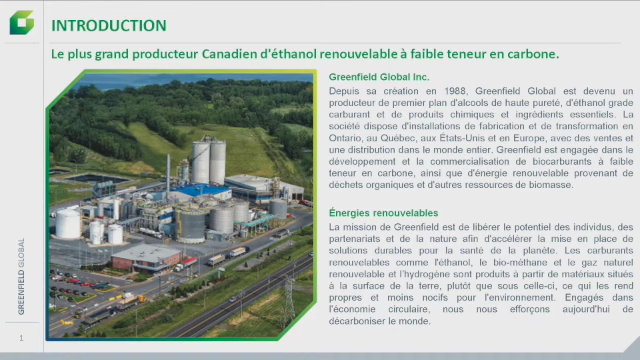 INTRODUCTION
Le plus grand producteur Canadien d'éthanol renouvelable à faible teneur en carbone.
Greenfield Global Inc.
Depuis sa création en 1988, Greenfield Global est devenu un
producteur de premier plan d'alcools de haute pureté, d'éthanol grade
carburant et de produits chimiques et ingrédients essentiels. La
société dispose d'installations de fabrication et de transformation en
Ontario, au Québec, aux États-Unis et en Europe, avec des ventes et
une distribution dans le monde entier. Greenfield est engagée dans le
développement et la commercialisation de biocarburants à faible
teneur en carbone, ainsi que d'énergie renouvelable provenant de
déchets organiques et d'autres ressources de biomasse.
Énergies renouvelables
La mission de Greenfield est de libérer le potentiel des individus, des
partenariats et de la nature afin d'accélérer la mise en place de
solutions durables pour la santé de la planète. Les carburants
renouvelables comme l'éthanol, le bio-méthane et le gaz naturel
renouvelable et l'hydrogène sont produits à partir de matériaux situés
à la surface de la terre, plutôt que sous celle-ci, ce qui les rend
propres et moins nocifs pour l'environnement. Engagés dans
l'économie circulaire, nous nous efforçons aujourd'hui de
décarboniser le monde.
GREENFIELD GLOBAL
1